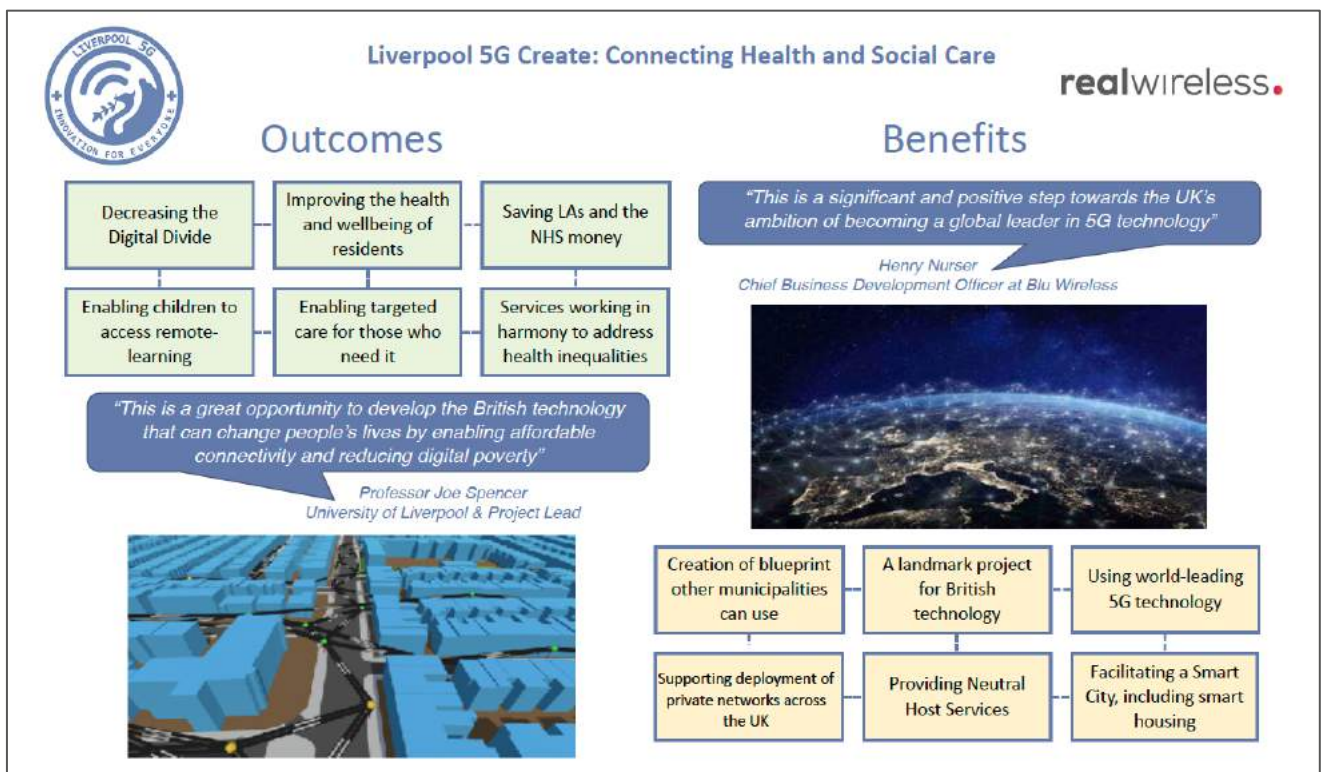 LIVERPOOL 5G
INNOVATION FOR EVERYONE
Liverpool 5G Create: Connecting Health and Social Care
realwireless.
Outcomes
Decreasing the
Digital Divide
Improving the health
and wellbeing of
residents
Saving LAs and the
NHS money
Enabling children to
access remote-
learning
Enabling targeted
care for those who
need it
Services working in
harmony to address
health inequalities
"This is a great opportunity to develop the British technology
that can change people's lives by enabling affordable
connectivity and reducing digital poverty"
Professor Joe Spencer
University of Liverpool & Project Lead
Benefits
"This is a significant and positive step towards the UK's
ambition of becoming a global leader in 5G technology"
Henry Nurser
Chief Business Development Officer at Blu Wireless
Creation of blueprint
other municipalities
can use
A landmark project
for British
technology
Using world-leading
5G technology
Supporting deployment of
private networks across
the UK
Providing Neutral
Host Services
Facilitating a Smart
City, including smart
housing